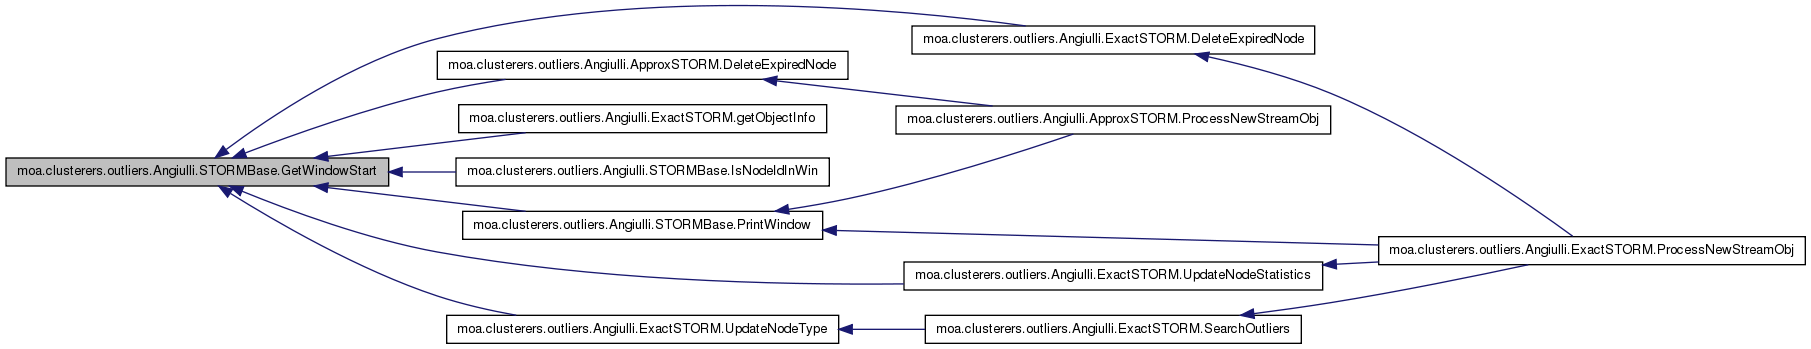 moa.clusterers.outliers.Angiulli.ExactSTORM.DeleteExpiredNode
moa.clusterers.outliers.Angiulli.ApproxSTORM.DeleteExpiredNode
moa.clusterers.outliers.Angiulli.ExactSTORM.getObjectInfo
moa.clusterers.outliers.Angiulli.ApproxSTORM.ProcessNewStreamObj
moa.clusterers.outliers.Angiulli.STORMBase.GetWindowStart
moa.clusterers.outliers.Angiulli.STORMBase.IsNodeIdInWin
moa.clusterers.outliers.Angiulli.STORMBase.PrintWindow
moa.clusterers.outliers.Angiulli.ExactSTORM.ProcessNewStreamObj
moa.clusterers.outliers.Angiulli.ExactSTORM.UpdateNodeStatistics
moa.clusterers.outliers.Angiulli.ExactSTORM.UpdateNodeType
moa.clusterers.outliers.Angiulli.ExactSTORM.SearchOutliers